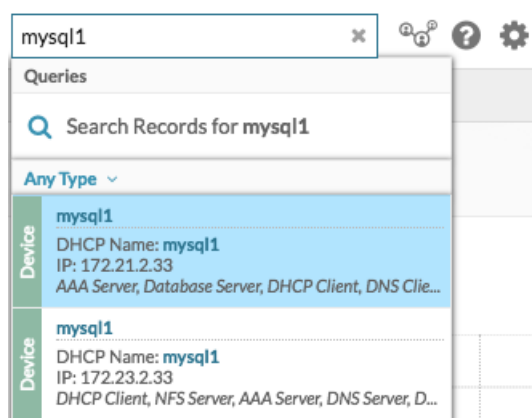 mysql1
Queries
Search Records for mysql1
Any Type
Device
mysql1
DHCP Name: mysql1
IP: 172.21.2.33
AAA Server, Database Server, DHCP Client, DNS Clie...
Device
mysql1
DHCP Name: mysql1
IP: 172.23.2.33
DHCP Client, NFS Server, AAA Server, DNS Server, D...